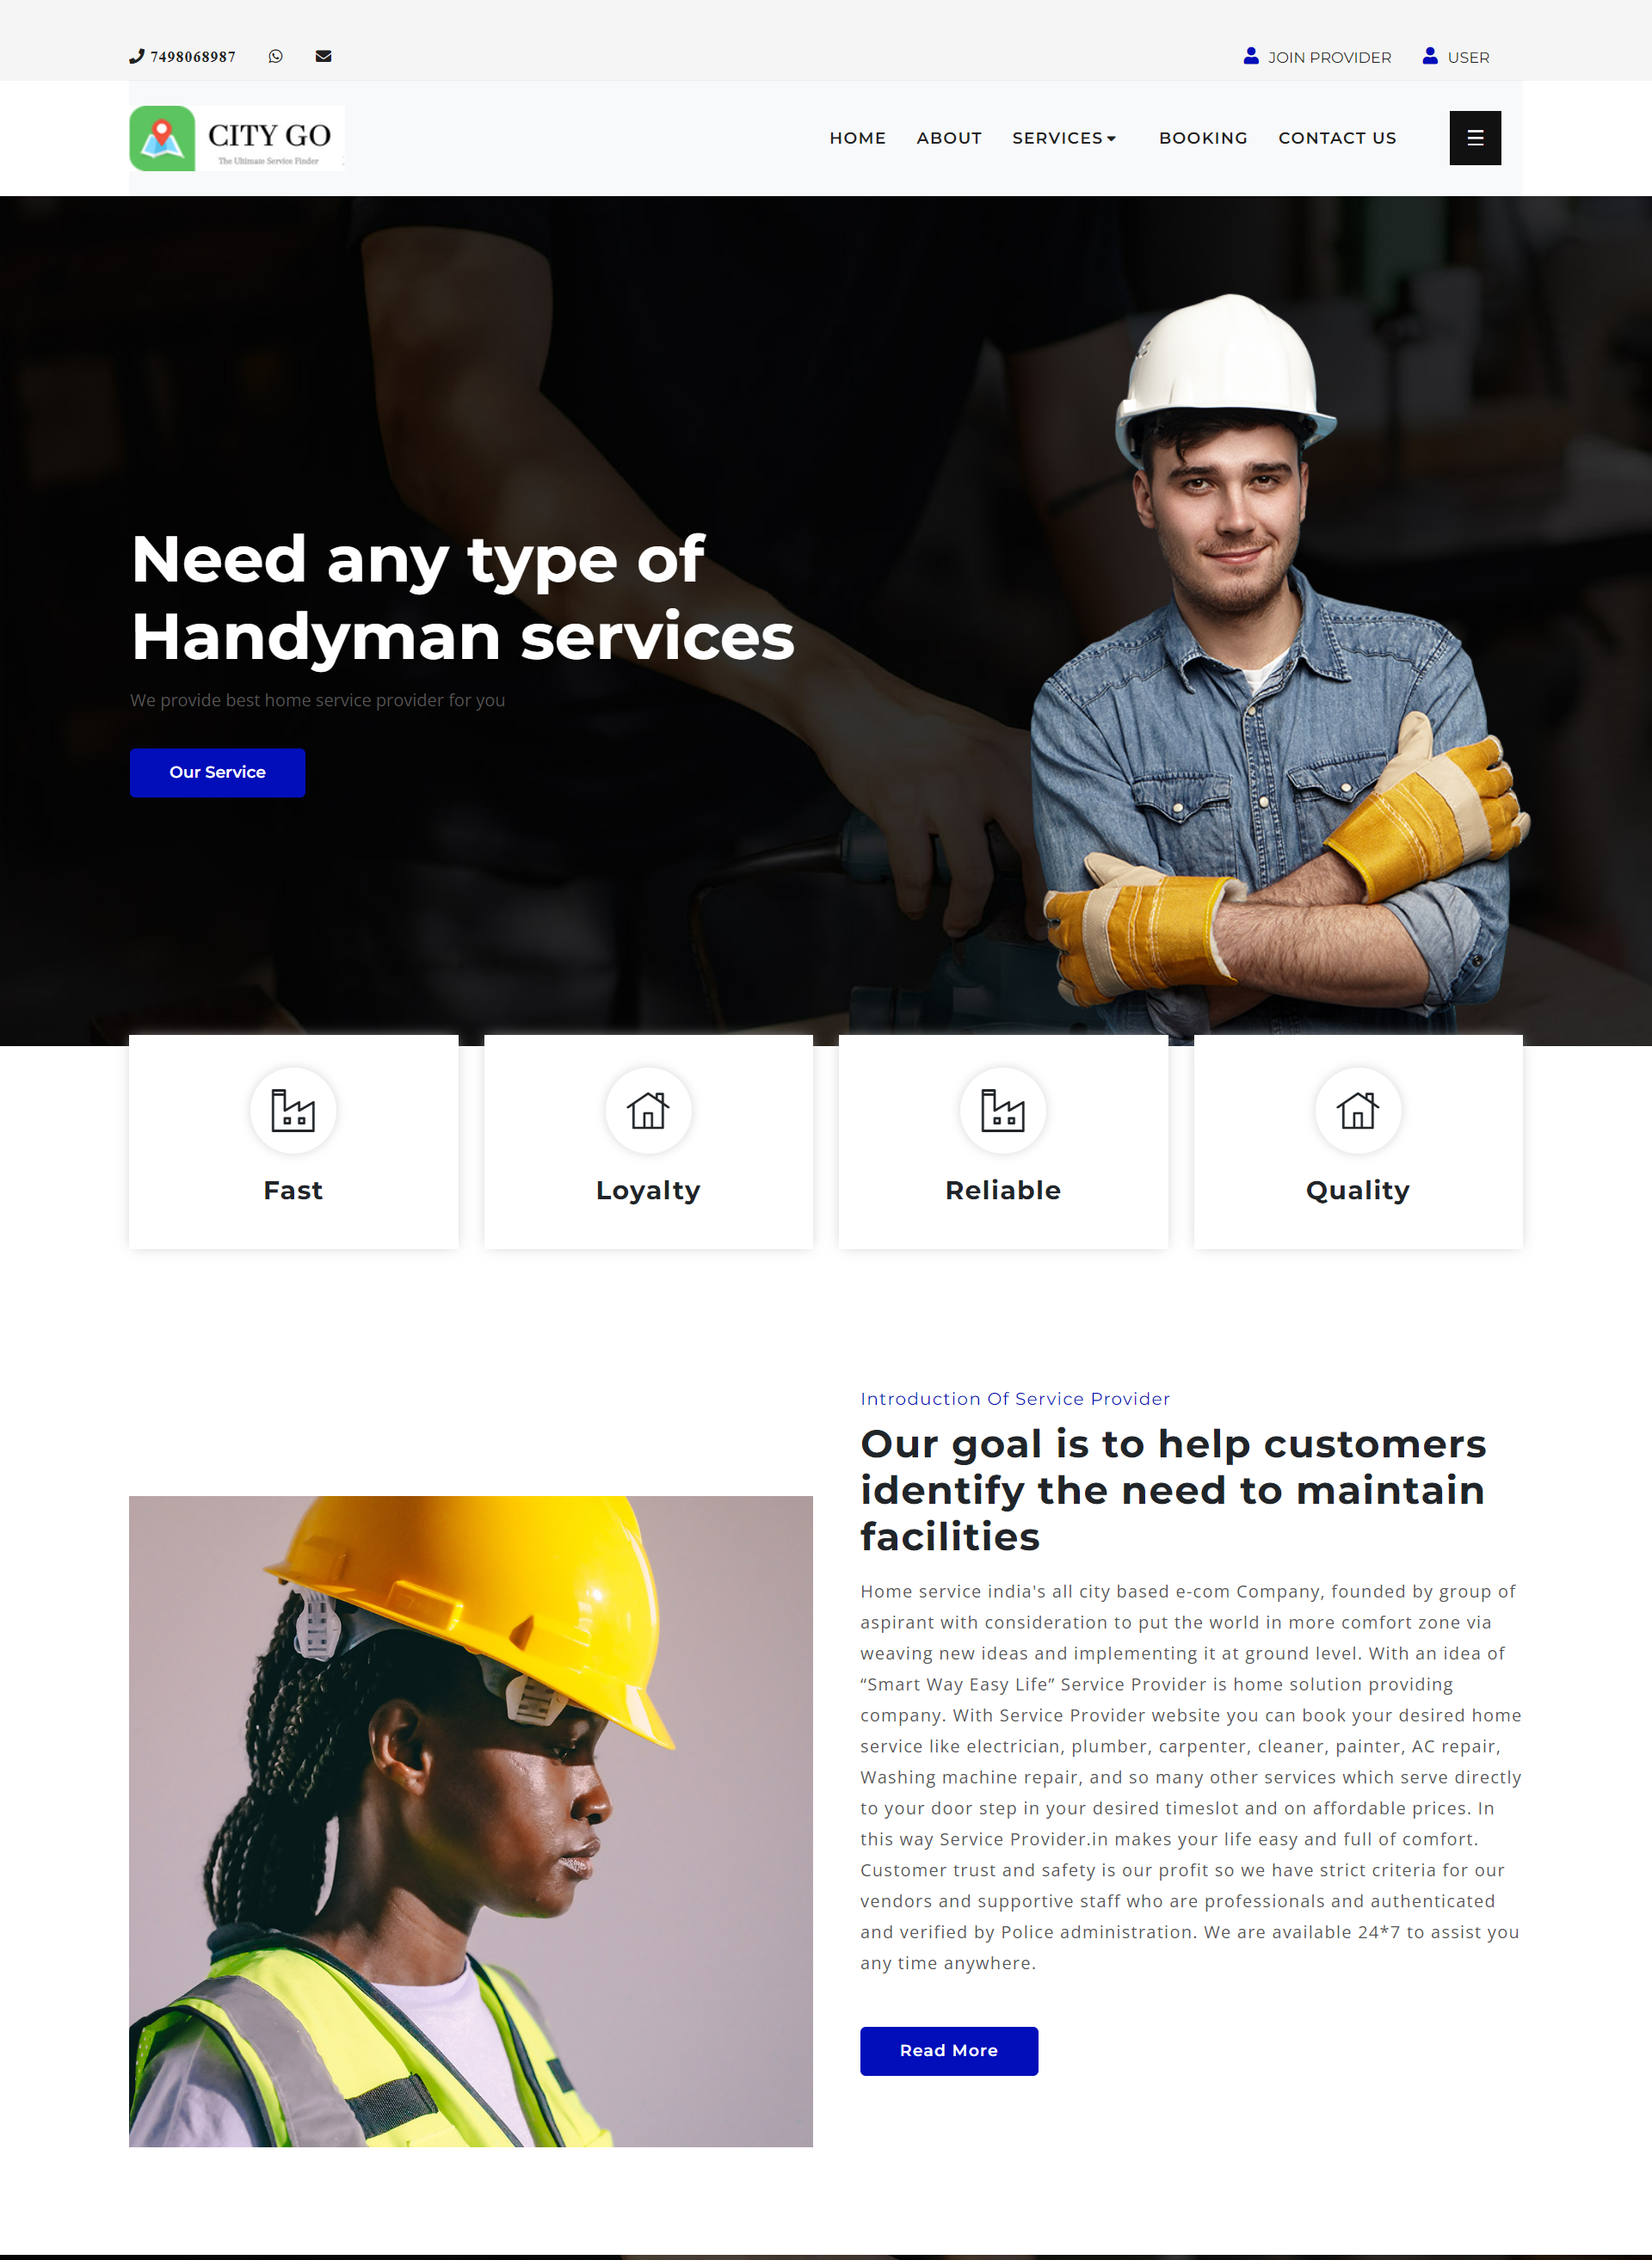 7498068987
JOIN PROVIDER
USER
CITY GO
The Ultimate Service Finder
HOME
ABOUT
SERVICES
BOOKING
CONTACT US
Need any type of
Handyman services
We provide best home service provider for you
Our Service
Fast
Loyalty
Reliable
Quality
Introduction Of Service Provider
Our goal is to help customers
identify the need to maintain
facilities
Home service india's all city based e-com Company, founded by group of
aspirant with consideration to put the world in more comfort zone via
weaving new ideas and implementing it at ground level. With an idea of
“Smart Way Easy Life” Service Provider is home solution providing
company. With Service Provider website you can book your desired home
service like electrician, plumber, carpenter, cleaner, painter, AC repair,
Washing machine repair, and so many other services which serve directly
to your door step in your desired timeslot and on affordable prices. In
this way Service Provider.in makes your life easy and full of comfort.
Customer trust and safety is our profit so we have strict criteria for our
vendors and supportive staff who are professionals and authenticated
and verified by Police administration. We are available 24*7 to assist you
any time anywhere.
Read More